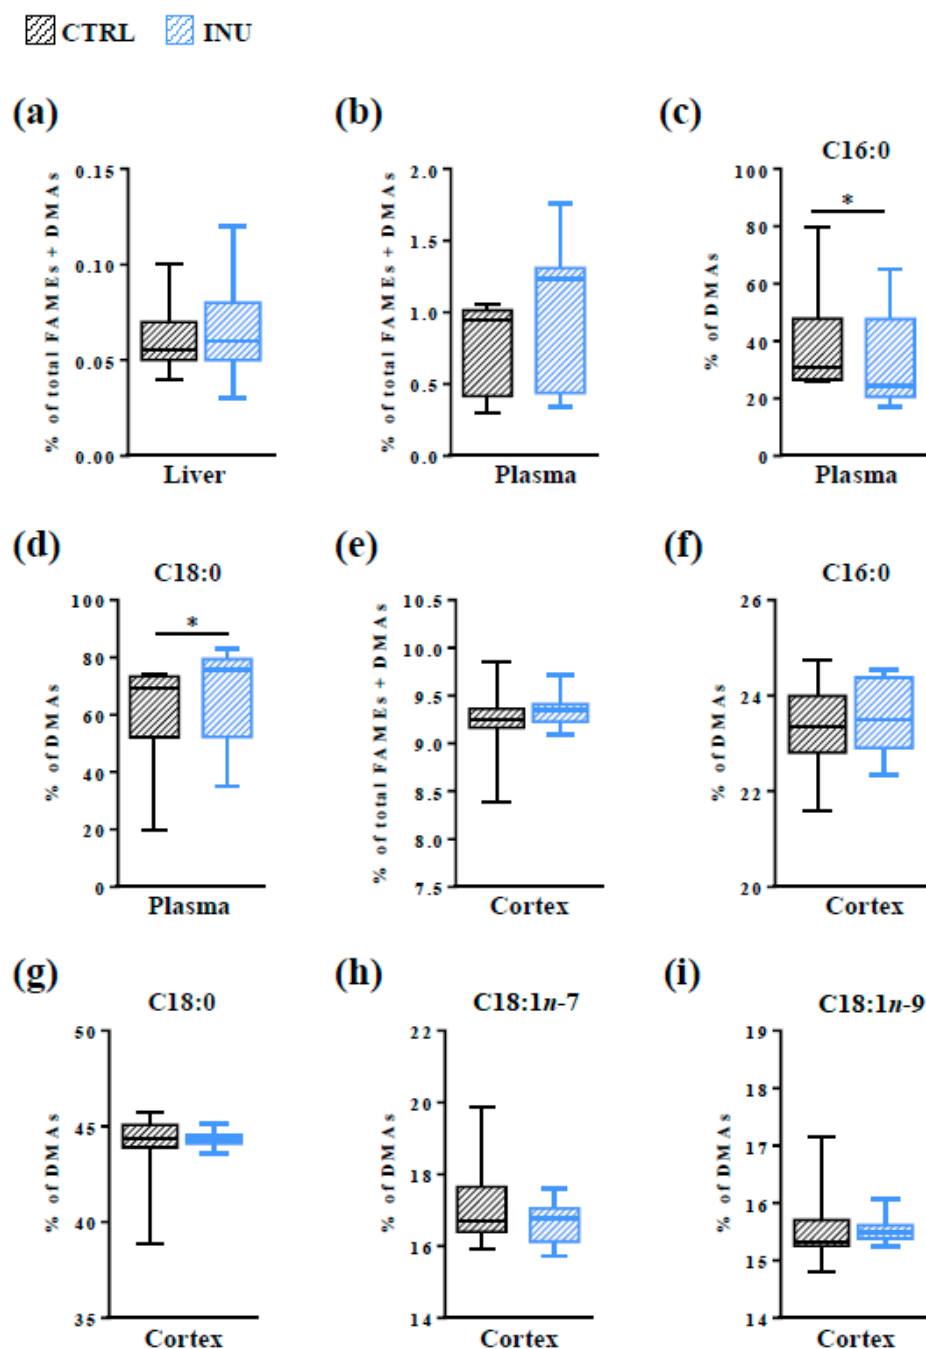 CTRL INU
(a) (b) (c)
C16:0
% of total FAMEs + DMAs
0.15
0.10
0.05
0.00
Liver
% of total FAMEs + DMAs
2.0
1.5
1.0
0.5
0.0
Plasma
% of DMAs
100
80
60
40
20
0
*
Plasma
(d) (e) (f)
C18:0
C16:0
% of DMAs
100
80
60
40
20
0
*
Plasma
% of total FAMEs + DMAs
10.5
10.0
9.5
9.0
8.5
8.0
7.5
Cortex
% of DMAs
26
24
22
20
Cortex
(g) (h) (i)
C18:0
C18:1n-7
C18:1n-9
% of DMAs
50
45
40
35
Cortex
% of DMAs
22
20
18
16
14
Cortex
% of DMAs
19
18
17
16
15
14
Cortex